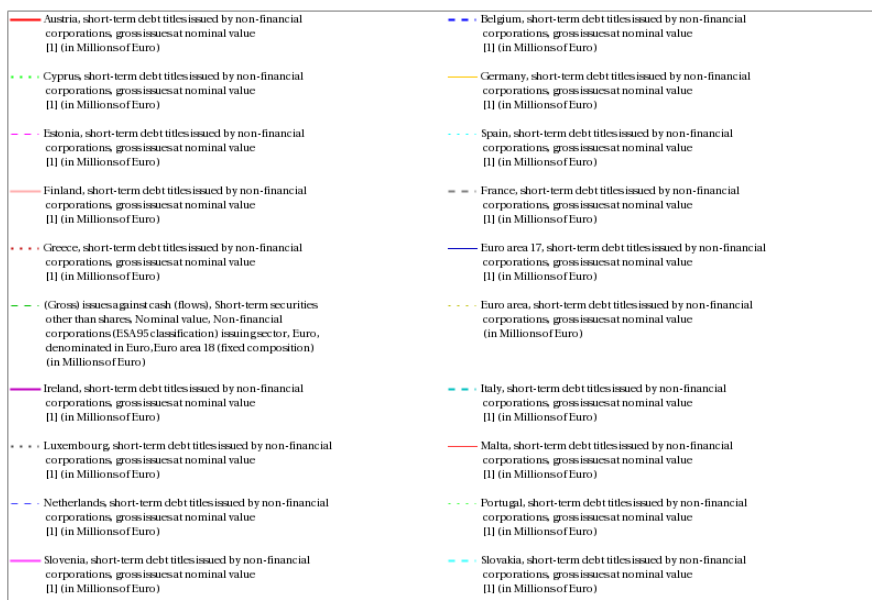 Austria, short-term debt titles issued by non-financial
corporations, gross issues at nominal value
[1] (in Millions of Euro)
Belgium, short-term debt titles issued by non-financial
corporations, gross issues at nominal value
[1] (in Millions of Euro)
Cyprus, short-term debt titles issued by non-financial
corporations, gross issues at nominal value
[1] (in Millions of Euro)
Germany, short-term debt titles issued by non-financial
corporations, gross issues at nominal value
[1] (in Millions of Euro)
Estonia, short-term debt titles issued by non-financial
corporations, gross issues at nominal value
[1] (in Millions of Euro)
Spain, short-term debt titles issued by non-financial
corporations, gross issues at nominal value
[1] (in Millions of Euro)
Finland, short-term debt titles issued by non-financial
corporations, gross issues at nominal value
[1] (in Millions of Euro)
France, short-term debt titles issued by non-financial
corporations, gross issues at nominal value
[1] (in Millions of Euro)
Greece, short-term debt titles issued by non-financial
corporations, gross issues at nominal value
[1] (in Millions of Euro)
Euro area 17, short-term debt titles issued by non-financial
corporations, gross issues at nominal value
[1] (in Millions of Euro)
(Gross) issues against cash (flows), Short-term securities
other than shares, Nominal value, Non-financial
corporations (ESA95 classification) issuing sector, Euro,
denominated in Euro, Euro area 18 (fixed composition)
(in Millions of Euro)
Euro area, short-term debt titles issued by non-financial
corporations, gross issues at nominal value
(in Millions of Euro)
Ireland, short-term debt titles issued by non-financial
corporations, gross issues at nominal value
[1] (in Millions of Euro)
Italy, short-term debt titles issued by non-financial
corporations, gross issues at nominal value
[1] (in Millions of Euro)
Luxembourg, short-term debt titles issued by non-financial
corporations, gross issues at nominal value
[1] (in Millions of Euro)
Malta, short-term debt titles issued by non-financial
corporations, gross issues at nominal value
[1] (in Millions of Euro)
Netherlands, short-term debt titles issued by non-financial
corporations, gross issues at nominal value
[1] (in Millions of Euro)
Portugal, short-term debt titles issued by non-financial
corporations, gross issues at nominal value
[1] (in Millions of Euro)
Slovenia, short-term debt titles issued by non-financial
corporations, gross issues at nominal value
[1] (in Millions of Euro)
Slovakia, short-term debt titles issued by non-financial
corporations, gross issues at nominal value
[1] (in Millions of Euro)